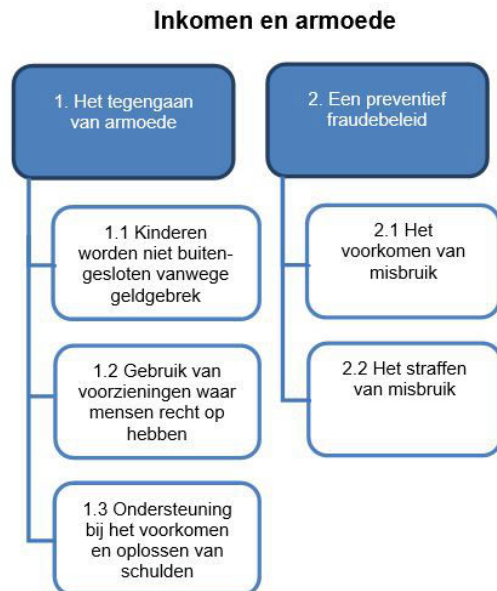 Inkomen en armoede
1. Het tegengaan
van armoede
1.1 Kinderen
worden niet buiten-
gesloten vanwege
geldgebrek
1.2 Gebruik van
voorzieningen waar
mensen recht op
hebben
1.3 Ondersteuning
bij het voorkomen
en oplossen van
schulden
2. Een preventief
fraudebeleid
2.1 Het
voorkomen van
misbruik
2.2 Het straffen
van misbruik